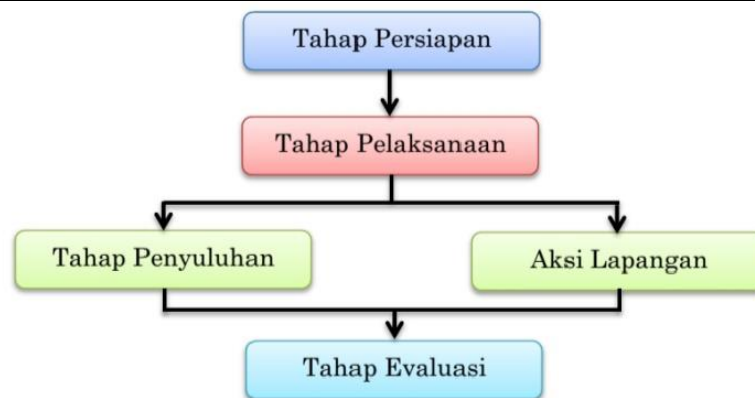 Tahap Persiapan
Tahap Pelaksanaan
Tahap Penyuluhan
Aksi Lapangan
Tahap Evaluasi